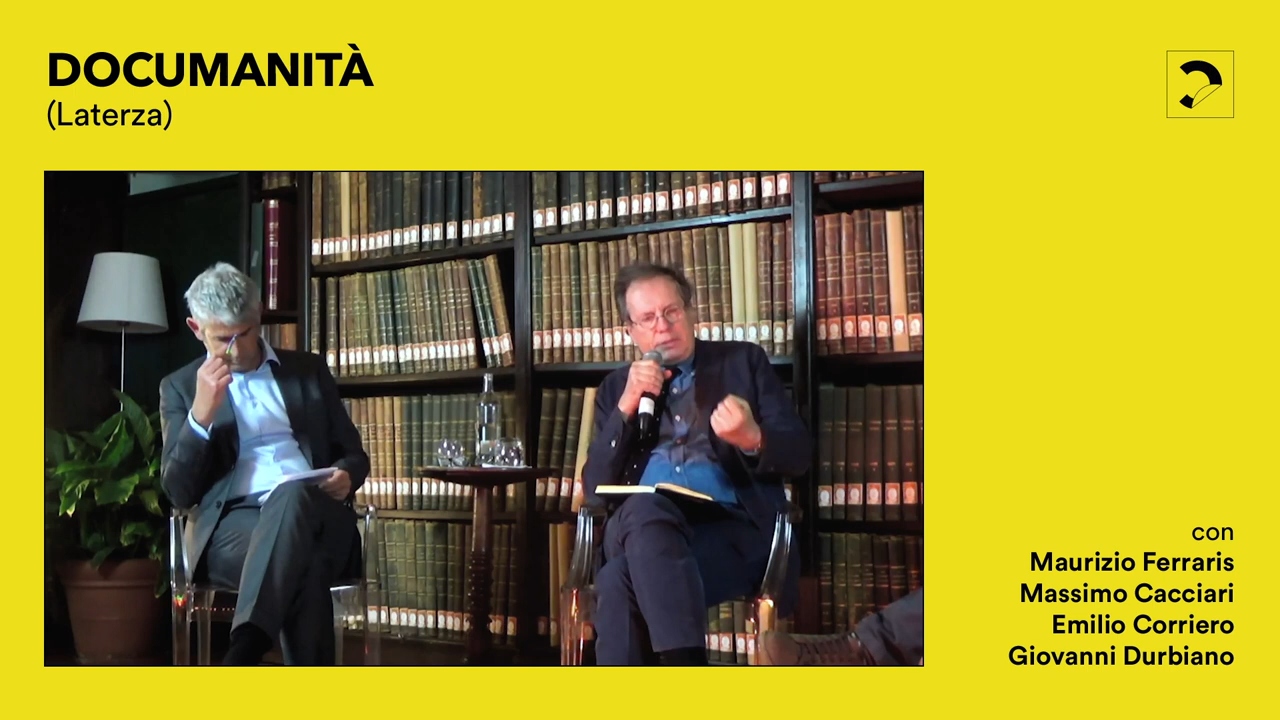 DOCUMANITÀ
(Laterza)
con
Maurizio Ferraris
Massimo Cacciari
Emilio Corriero
Giovanni Durbiano